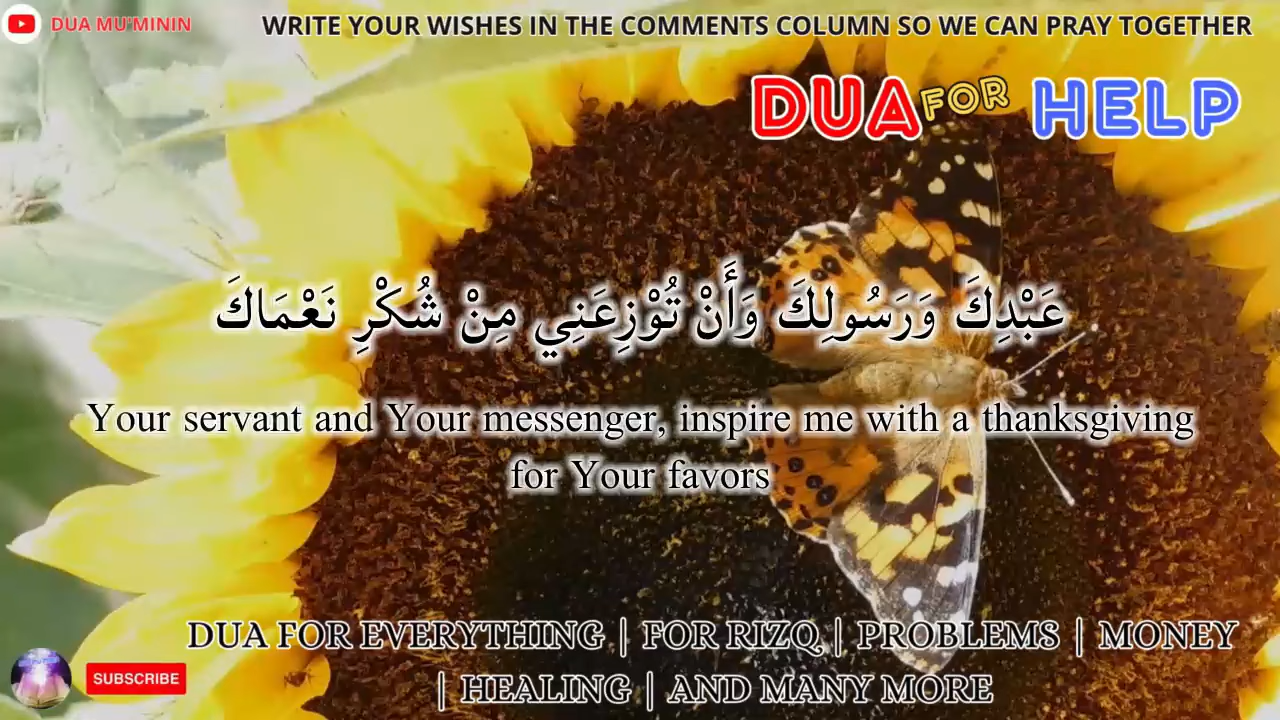 DUA MU'MININ
WRITE YOUR WISHES IN THE COMMENTS COLUMN SO WE CAN PRAY TOGETHER
DUA FOR HELP
عَبْدِكَ وَرَسُولِكَ وَأَنْ تُوْزِعَنِي مِنْ شُكْرِ نَعْمَاكَ
Your servant and Your messenger, inspire me with a thanksgiving
for Your favors
DUA FOR EVERYTHING | FOR RIZQ | PROBLEMS | MONEY
| HEALING | AND MANY MORE
SUBSCRIBE